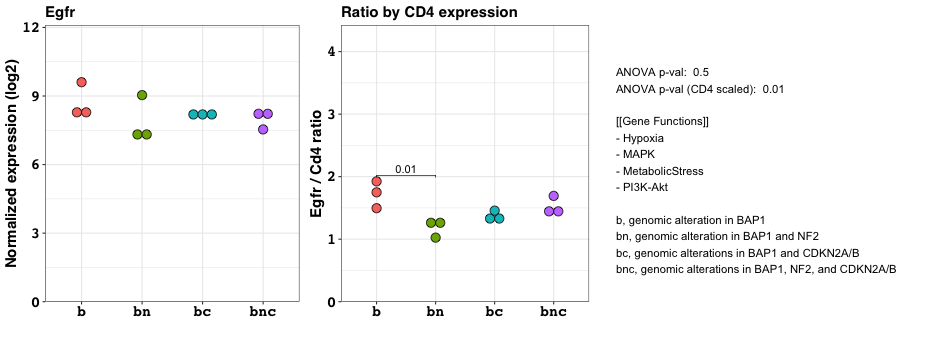 Egfr
Normalized expression (log2)
12
9
6
3
0
b bn bc bnc
Ratio by CD4 expression
Egfr / Cd4 ratio
4
3
2
1
0
0.01
b bn bc bnc
ANOVA p-val: 0.5
ANOVA p-val (CD4 scaled): 0.01
[[Gene Functions]]
- Hypoxia
- MAPK
- MetabolicStress
- PI3K-Akt
b, genomic alteration in BAP1
bn, genomic alteration in BAP1 and NF2
bc, genomic alterations in BAP1 and CDKN2A/B
bnc, genomic alterations in BAP1, NF2, and CDKN2A/B